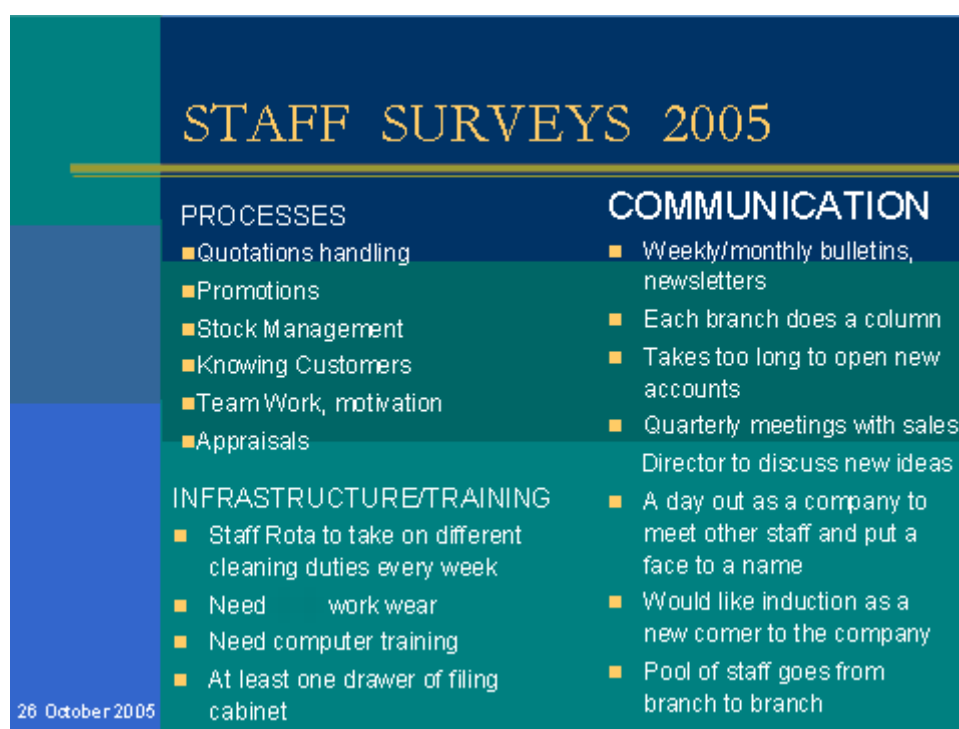 STAFF SURVEYS 2005
PROCESSES
Quotations handling
Promotions
Stock Management
Knowing Customers
Team Work, motivation
Appraisals
INFRASTRUCTURE/TRAINING
Staff Rota to take on different
cleaning duties every week
Need work wear
Need computer training
At least one drawer of filing
cabinet
COMMUNICATION
Weekly/monthly bulletins,
newsletters
Each branch does a column
Takes too long to open new
accounts
Quarterly meetings with sales
Director to discuss new ideas
A day out as a company to
meet other staff and put a
face to a name
Would like induction as a
new comer to the company
Pool of staff goes from
branch to branch
26 October 2005